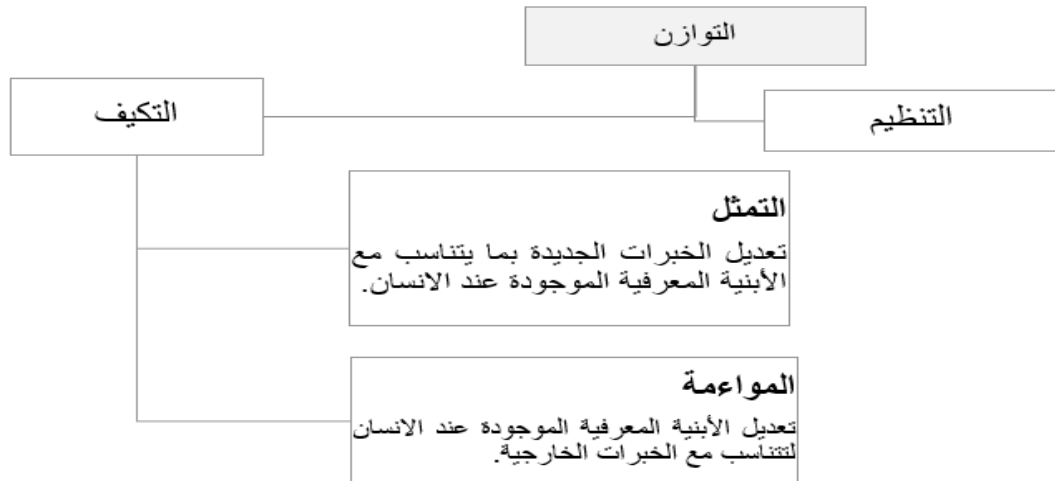 التوازن
التنظيم
التكيف
التمثل
تعديل الخبرات الجديدة بما يتناسب مع
الأبنية المعرفية الموجودة عند الانسان.
المواءمة
تعديل الأبنية المعرفية الموجودة عند الانسان
لتتناسب مع الخبرات الخارجية.